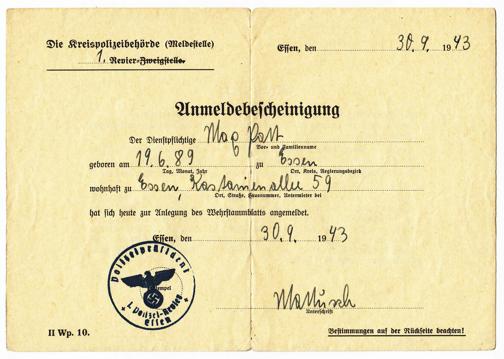 Die Kreispolizeibehörde (Meldestelle)
1. Revier-Zweigstelle.
Essen, den 30.9. 1943
Anmeldebescheinigung
Der Dienstpflichtige Max Patt
Vor- und Familienname
geboren am 19.6.89 zu Essen
Tag, Monat, Jahr Ort, Kreis, Regierungsbezirk
wohnhaft zu Essen, Kastanienallee 59
Ort, Straße, Hausnummer, Untermieter bei
hat sich heute zur Anlegung des Wehrstammblatts angemeldet.
Essen, den 30.9. 1943
Polizeipräsident
1. Polizei-Revier
Essen
Stempel
Unterschrift
II Wp. 10.
Bestimmungen auf der Rückseite beachten!